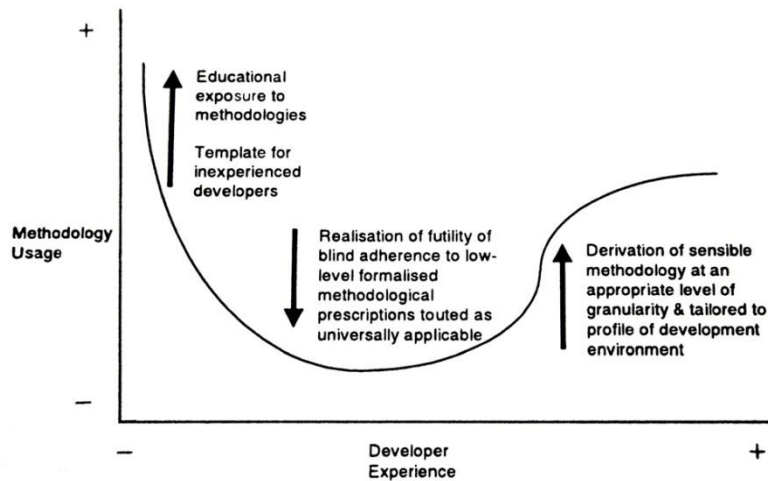 +
Educational
exposure to
methodologies
Template for
inexperienced
developers
Methodology
Usage
Realisation of futility of
blind adherence to low-
level formalised
methodological
prescriptions touted as
universally applicable
Derivation of sensible
methodology at an
appropriate level of
granularity & tailored to
profile of development
environment
—
—
Developer
Experience
+